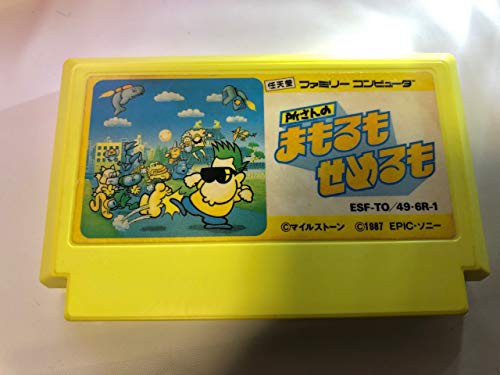 任天堂 ファミリー コンピュータ
所さんの
まもるも
せめるも
ESF-TO/49-6R-1
©マイルストーン ©1987 EPIC・ソニー